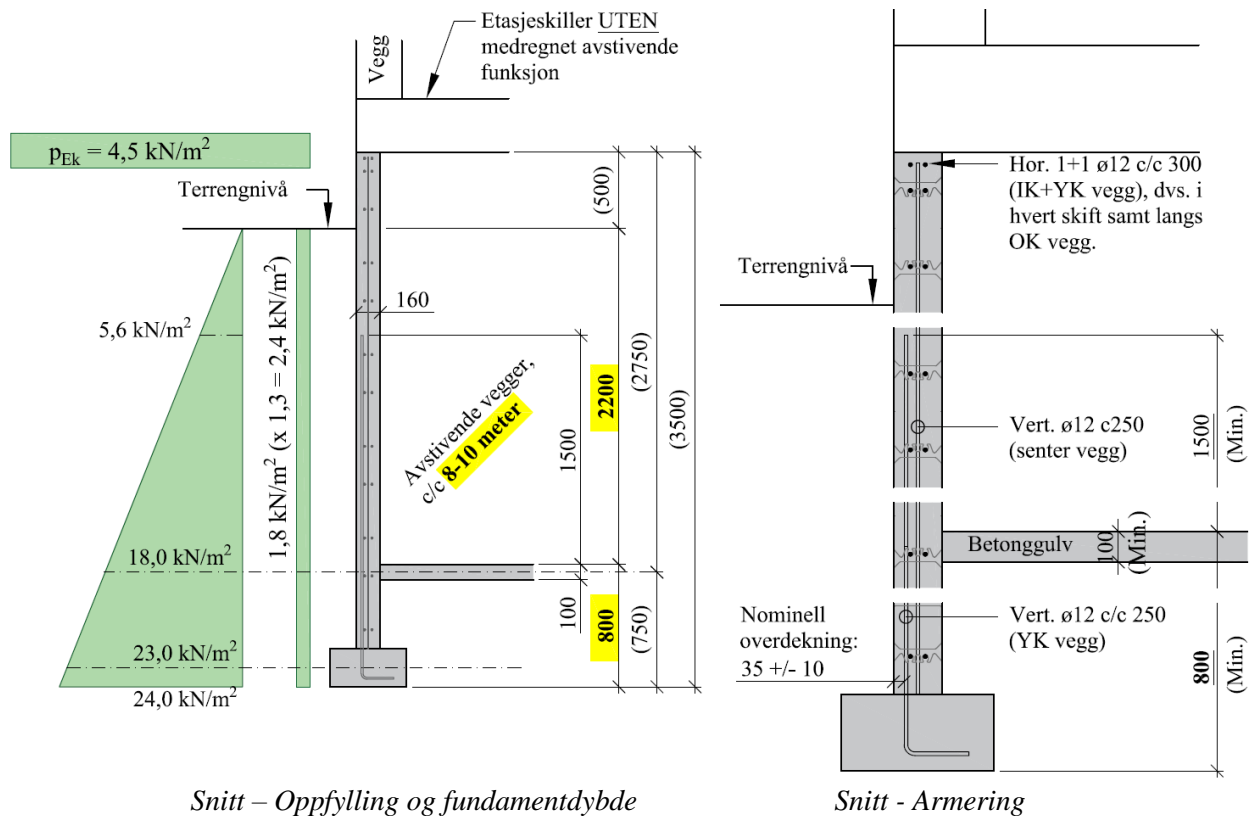 Etasjeskiller UTEN
medregnet avstivende
funksjon
Vegg
pEk = 4,5 kN/m²
Terrengnivå
(500)
160
5,6 kN/m²
1,8 kN/m² (x 1,3 = 2,4 kN/m²)
Avstivende vegger,
c/c 8-10 meter
1500
2200
(2750)
(3500)
18,0 kN/m²
100
800
(750)
23,0 kN/m²
24,0 kN/m²
Snitt – Oppfylling og fundamentdybde
Hor. 1+1 ø12 c/c 300
(IK+YK vegg), dvs. i
hvert skift samt langs
OK vegg.
Terrengnivå
Vert. ø12 c250
(senter vegg)
1500
(Min.)
Betonggulv
100
(Min.)
Nominell
overdekning:
35 +/- 10
Vert. ø12 c/c 250
(YK vegg)
800
(Min.)
Snitt - Armering